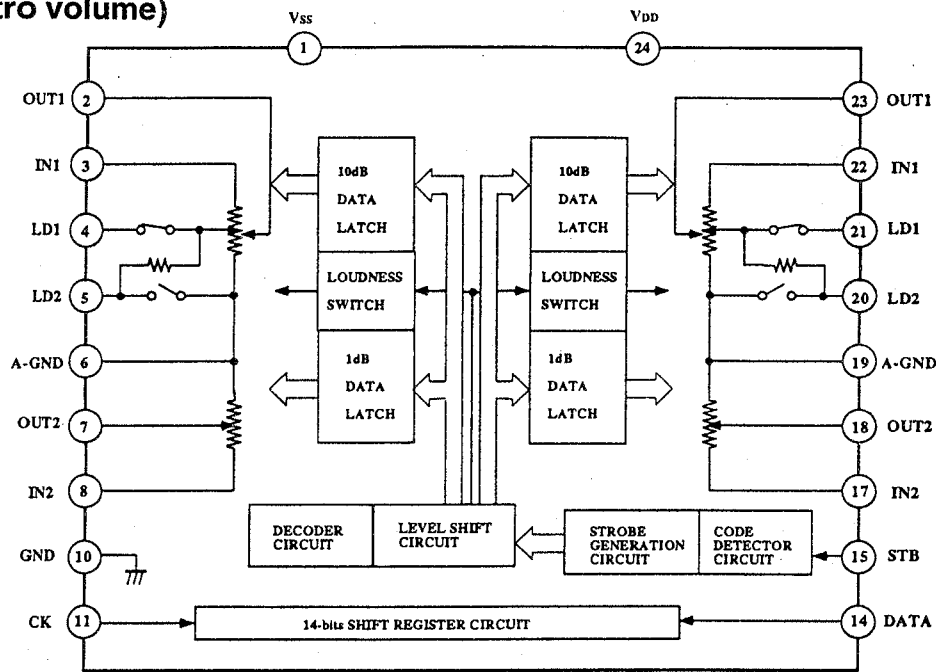 tro volume)
VSS
VDD
1
24
OUT1 2
23 OUT1
IN1 3
22 IN1
10dB
DATA
LATCH
10dB
DATA
LATCH
LD1 4
21 LD1
LOUDNESS
SWITCH
LOUDNESS
SWITCH
LD2 5
20 LD2
A-GND 6
19 A-GND
1dB
DATA
LATCH
1dB
DATA
LATCH
OUT2 7
18 OUT2
IN2 8
17 IN2
DECODER
CIRCUIT
LEVEL SHIFT
CIRCUIT
STROBE
GENERATION
CIRCUIT
CODE
DETECTOR
CIRCUIT
GND 10
15 STB
CK 11
14-bits SHIFT REGISTER CIRCUIT
14 DATA